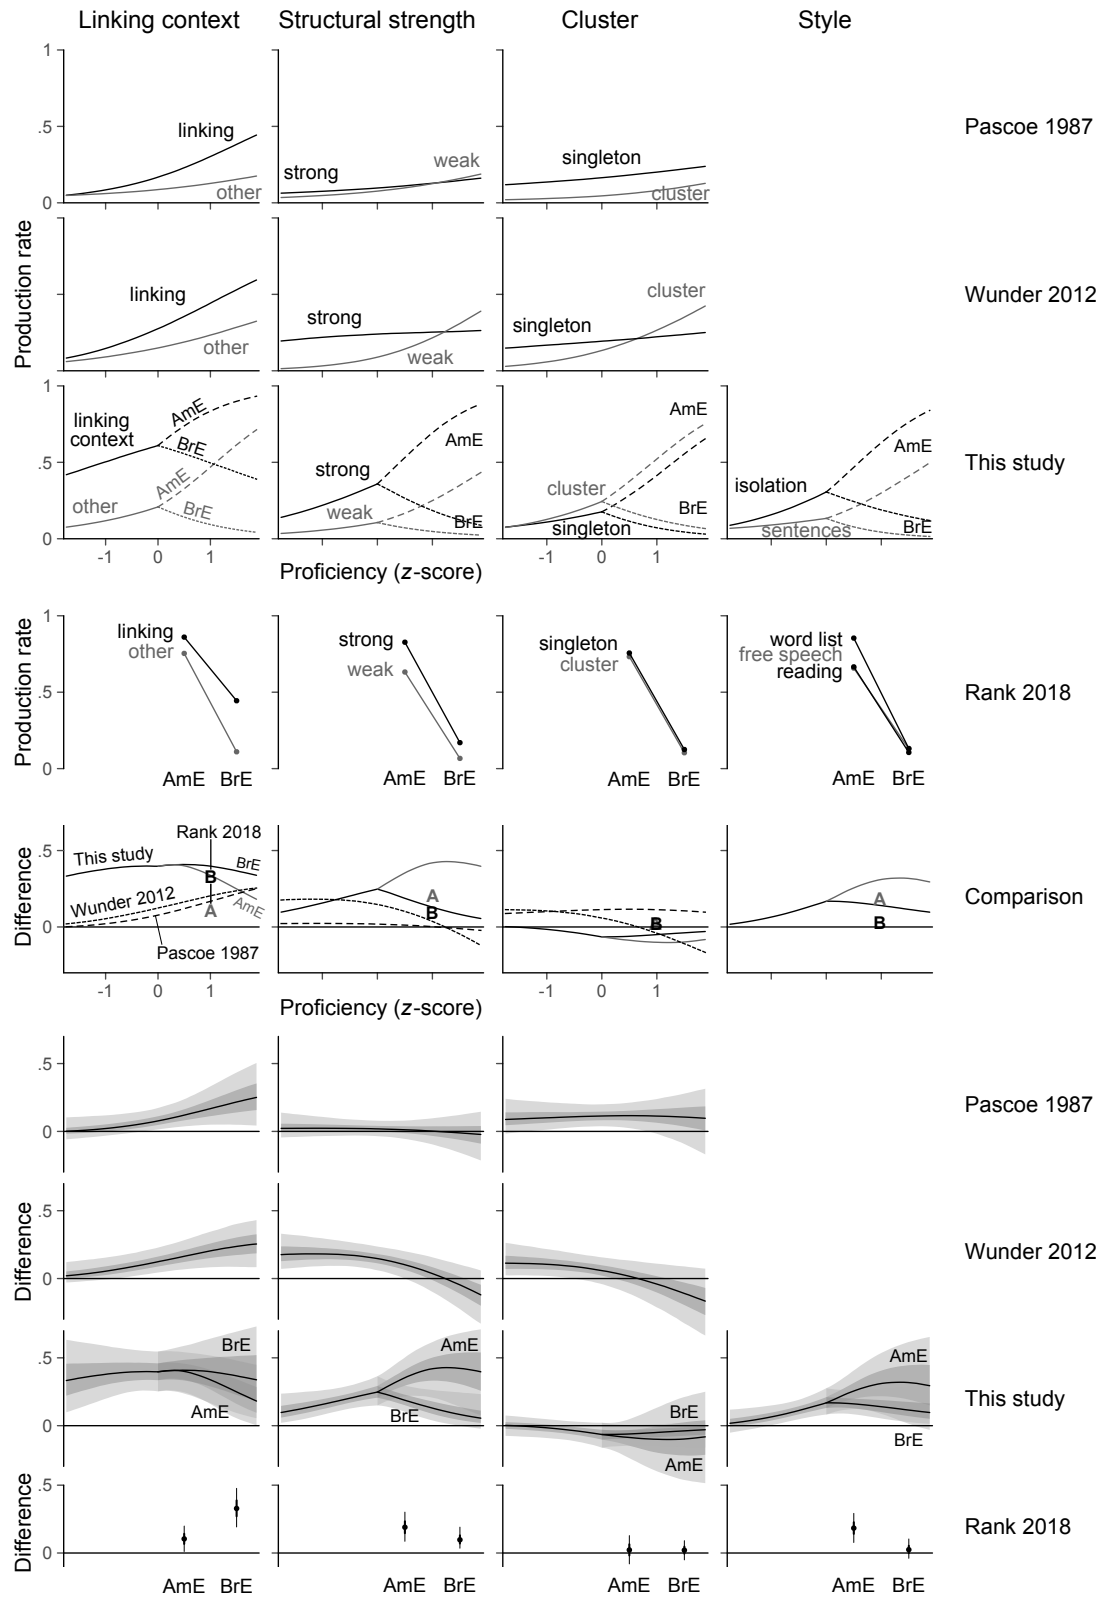 Linking context Structural strength Cluster Style
Production rate
1
.5
0
linking
other
strong
weak
singleton
cluster
Pascoe 1987
linking
other
strong
weak
singleton
cluster
Wunder 2012
1
.5
0
linking
context
other
AmE
BrE
AmE
BrE
strong
weak
AmE
BrE
cluster
singleton
AmE
BrE
isolation
sentences
AmE
BrE
This study
-1 0 1
-1 0 1
Proficiency (z-score)
Production rate
1
.5
0
linking
other
AmE BrE
strong
weak
AmE BrE
singleton
cluster
AmE BrE
word list
free speech
reading
AmE BrE
Rank 2018
Difference
.5
0
Rank 2018
This study
BrE
B
Wunder 2012
A
AmE
Pascoe 1987
A
B
B
A
B
Comparison
-1 0 1
-1 0 1
Proficiency (z-score)
Difference
.5
0
Pascoe 1987
.5
0
Wunder 2012
.5
0
BrE
AmE
AmE
BrE
BrE
AmE
AmE
BrE
This study
Difference
.5
0
Rank 2018
AmE BrE
AmE BrE
AmE BrE
AmE BrE